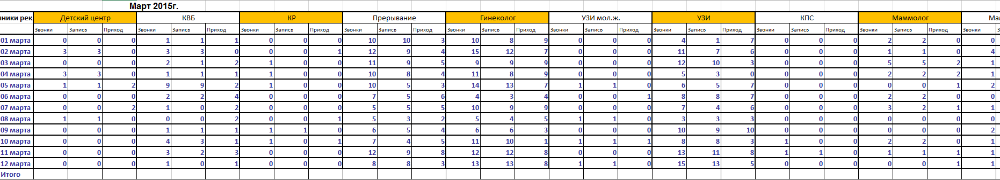 Март 2015г.
ники рек Детский центр КВБ КР Прерывание Гинеколог УЗИ мол.ж. УЗИ КПС Маммолог Ма
Звонки Запись Приход Звонки Запись Приход Звонки Запись Приход Звонки Запись Приход Звонки Запись Приход Звонки Запись Приход Звонки Запись Приход Звонки Запись Приход Звонки Запись Приход Звонки З
01 марта 0 0 0 1 1 1 0 0 0 10 10 3 10 8 9 0 0 0 4 1 7 0 0 0 2 2 0 0
02 марта 3 3 0 3 3 0 0 0 1 12 9 4 15 12 7 0 0 0 11 7 6 0 0 0 1 1 0 4
03 марта 0 0 0 2 1 2 1 0 0 11 9 5 9 9 9 0 0 0 12 10 3 0 0 0 5 5 2 1
04 марта 3 3 0 1 1 1 1 0 0 10 8 4 11 8 9 0 0 0 5 3 0 0 0 0 2 2 2 1
05 марта 1 1 2 9 9 2 1 0 0 10 5 3 14 13 7 1 1 0 6 5 7 0 0 0 0 0 1 2
06 марта 0 0 0 2 2 4 0 0 0 7 5 6 4 3 4 0 0 1 8 8 7 0 0 0 2 2 0 0
07 марта 0 0 2 1 0 2 0 0 0 5 5 5 10 9 9 0 0 0 7 4 6 0 0 0 3 2 1 1
08 марта 1 1 0 0 0 2 0 0 1 5 3 2 5 4 5 1 1 0 3 3 3 0 0 0 0 0 0 0
09 марта 0 0 0 1 1 1 1 1 0 6 5 4 6 6 3 0 0 0 10 9 10 0 0 0 0 0 0 2
10 марта 0 0 0 4 3 1 1 0 1 7 4 5 11 10 1 1 1 1 8 8 3 1 0 0 2 2 0 1
11 марта 0 0 0 3 2 3 0 0 0 12 9 8 12 12 8 0 0 0 13 11 8 1 1 0 1 1 1 1
12 марта 0 0 0 1 0 1 0 0 0 8 8 3 13 13 8 1 1 0 15 13 5 0 0 0 0 0 1 1
Итого